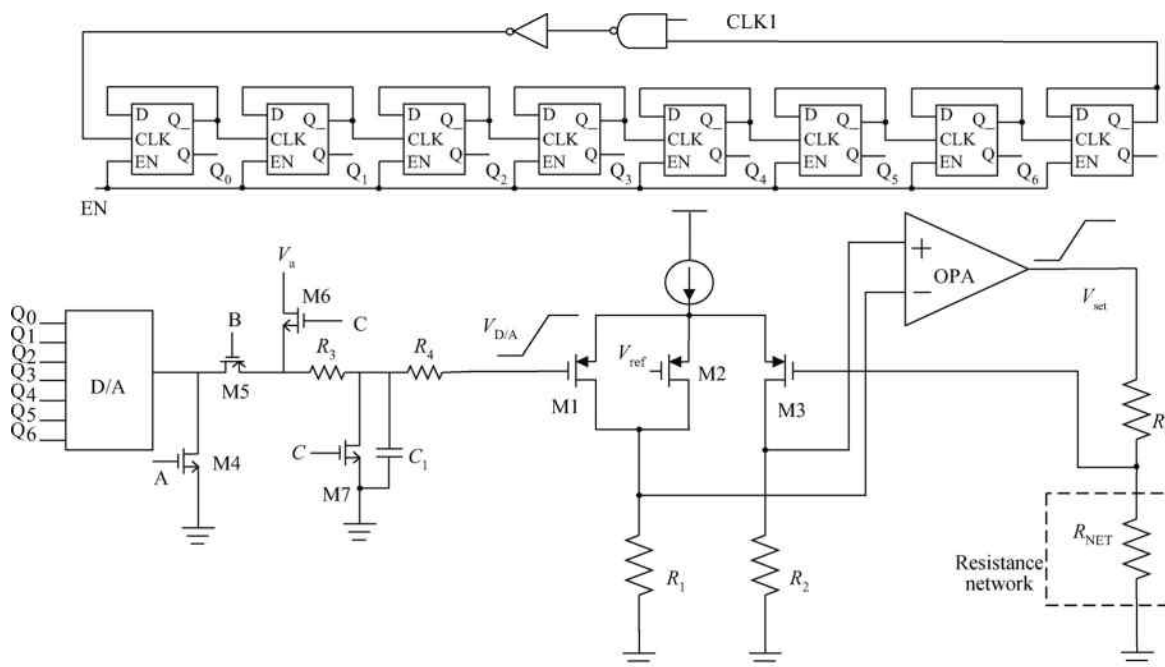 CLK1
D Q_ CLK EN Q Q0
D Q_ CLK EN Q Q1
D Q_ CLK EN Q Q2
D Q_ CLK EN Q Q3
D Q_ CLK EN Q Q4
D Q_ CLK EN Q Q5
D Q_ CLK EN Q Q6
D Q_ CLK EN Q
EN
Va
M6
C
B
Q0
Q1
Q2
Q3
Q4
Q5
Q6
D/A
M5
R3
R4
VD/A
Vref
M1
M2
M3
OPA
Vset
R
A
M4
C
M7
C1
R1
R2
RNET
Resistance
network